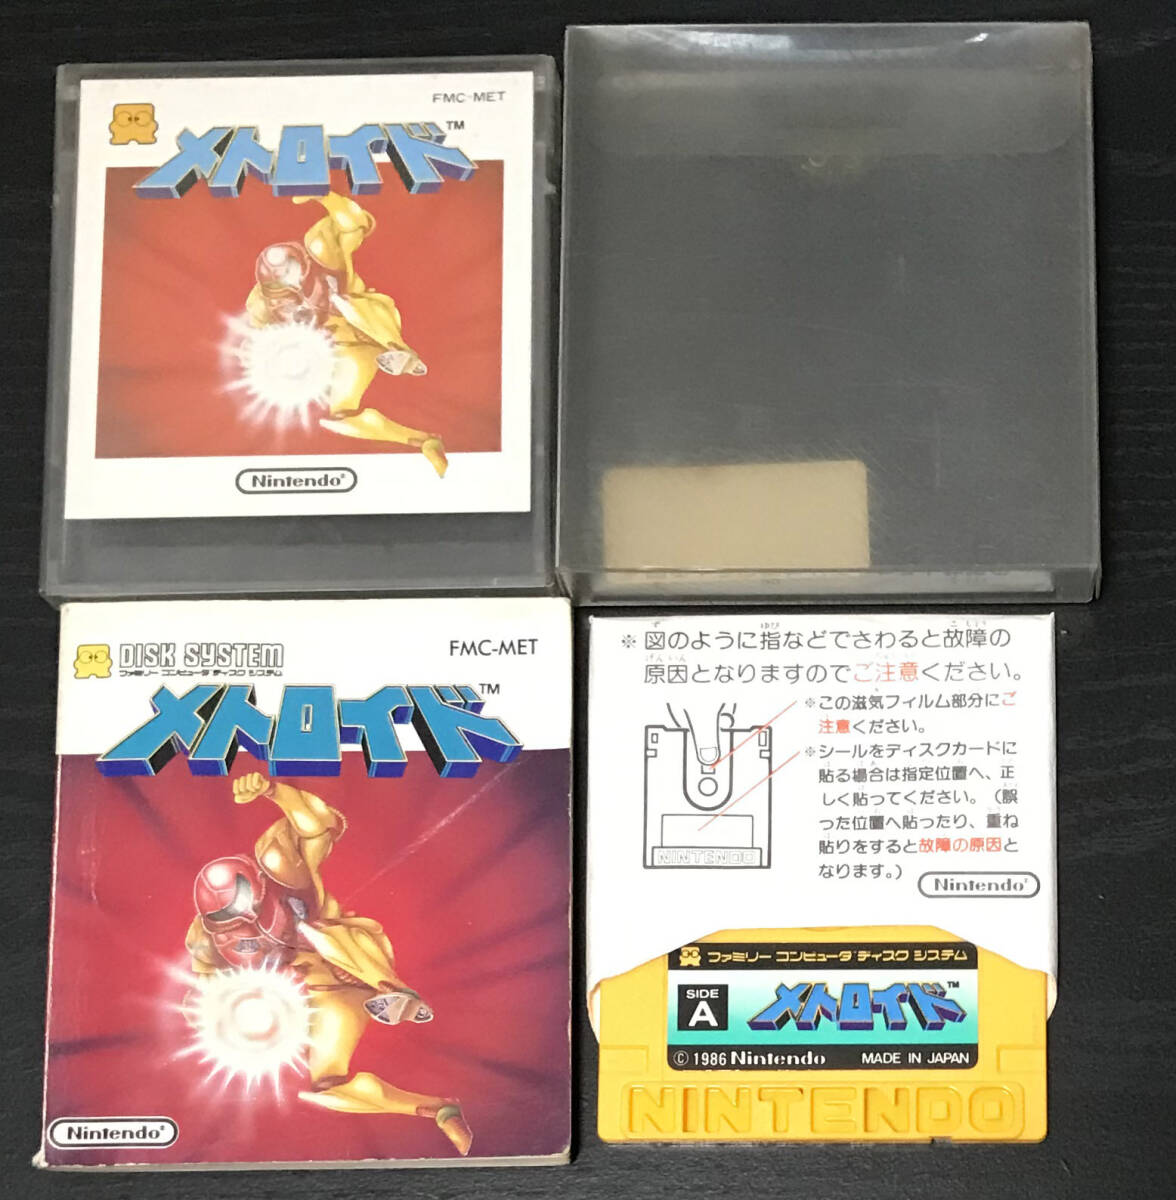 FMC-MET
メトロイド™
Nintendo®
DISK SYSTEM
ファミリー コンピュータ ディスク システム
FMC-MET
メトロイド™
Nintendo®
※図のように指などでさわると故障の
原因となりますのでご注意ください。
※この滋気フィルム部分にご
注意ください。
※シールをディスクカードに
貼る場合は指定位置へ、正
しく貼ってください。(誤
った位置へ貼ったり、重ね
貼りをすると故障の原因と
なります。)
NINTENDO
Nintendo®
ファミリー コンピュータ ディスク システム
SIDE
A
メトロイド™
©1986 Nintendo MADE IN JAPAN
NINTENDO